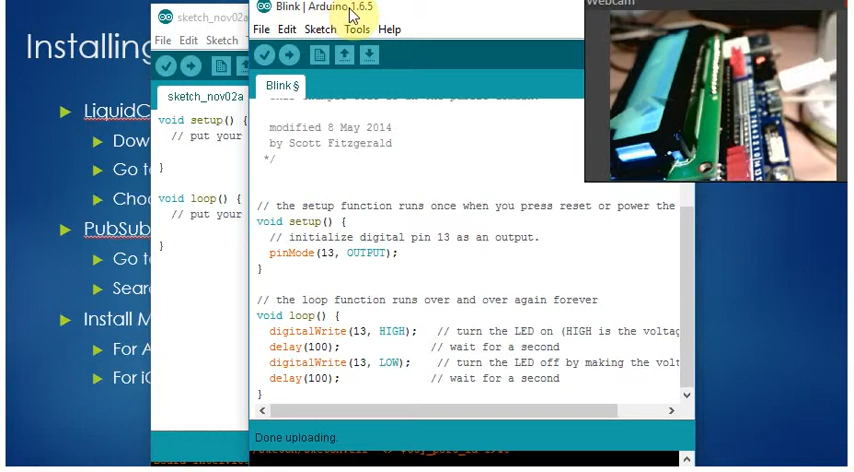 Installing
LiquidC
Dow
Go to
Choo
PubSub
Go to
Sear
Install M
For A
For iO
sketch_nov02a
File Edit Sketch
sketch_nov02a
void setup() {
// put your
}
void loop() {
// put your
}
Blink | Arduino 1.6.5
File Edit Sketch Tools Help
Blink §
modified 8 May 2014
by Scott Fitzgerald
*/
// the setup function runs once when you press reset or power the
void setup() {
// initialize digital pin 13 as an output.
pinMode(13, OUTPUT);
}
// the loop function runs over and over again forever
void loop() {
digitalWrite(13, HIGH); // turn the LED on (HIGH is the voltag
delay(100); // wait for a second
digitalWrite(13, LOW); // turn the LED off by making the volt
delay(100); // wait for a second
}
Done uploading.
Webcam